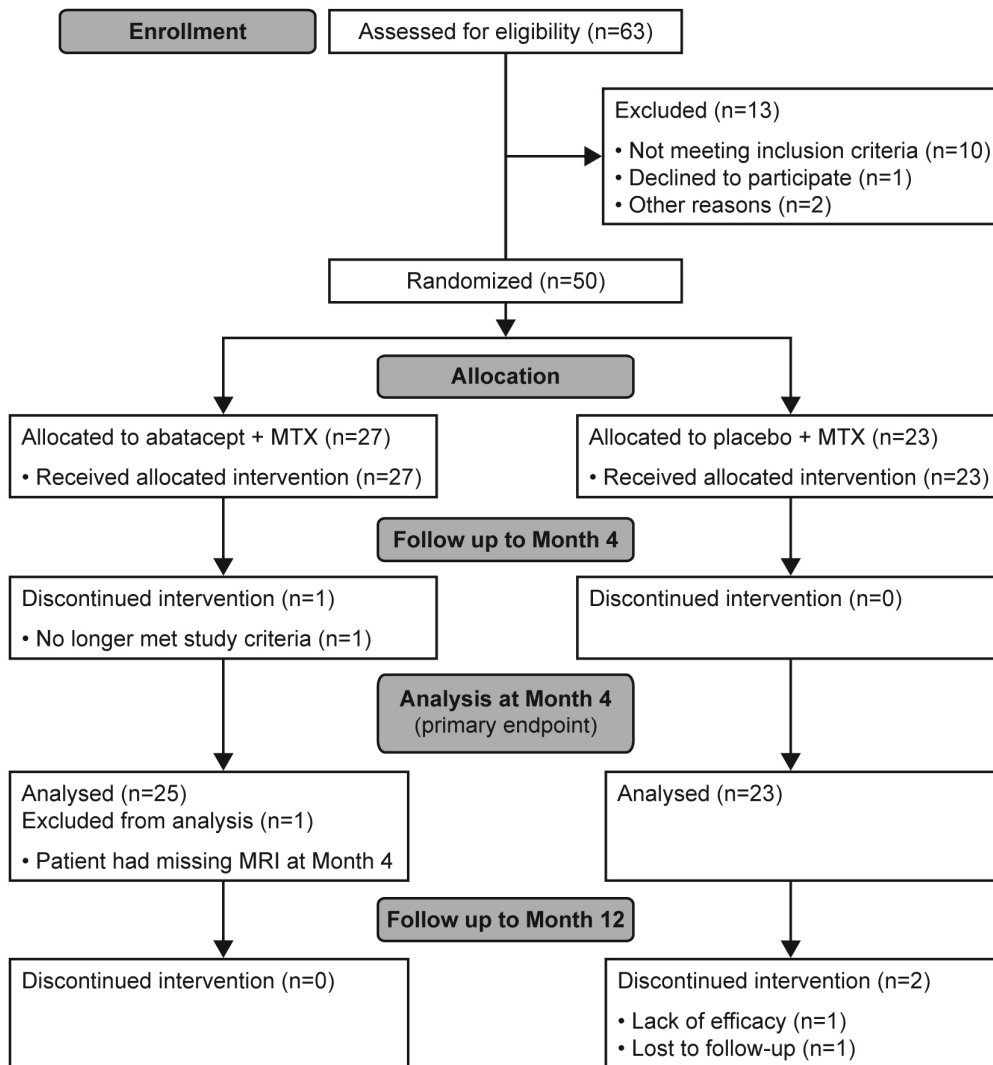 Enrollment
Assessed for eligibility (n=63)
Excluded (n=13)
• Not meeting inclusion criteria (n=10)
• Declined to participate (n=1)
• Other reasons (n=2)
Randomized (n=50)
Allocation
Allocated to abatacept + MTX (n=27)
• Received allocated intervention (n=27)
Allocated to placebo + MTX (n=23)
• Received allocated intervention (n=23)
Follow up to Month 4
Discontinued intervention (n=1)
• No longer met study criteria (n=1)
Discontinued intervention (n=0)
Analysis at Month 4
(primary endpoint)
Analysed (n=25)
Excluded from analysis (n=1)
• Patient had missing MRI at Month 4
Analysed (n=23)
Follow up to Month 12
Discontinued intervention (n=0)
Discontinued intervention (n=2)
• Lack of efficacy (n=1)
• Lost to follow-up (n=1)